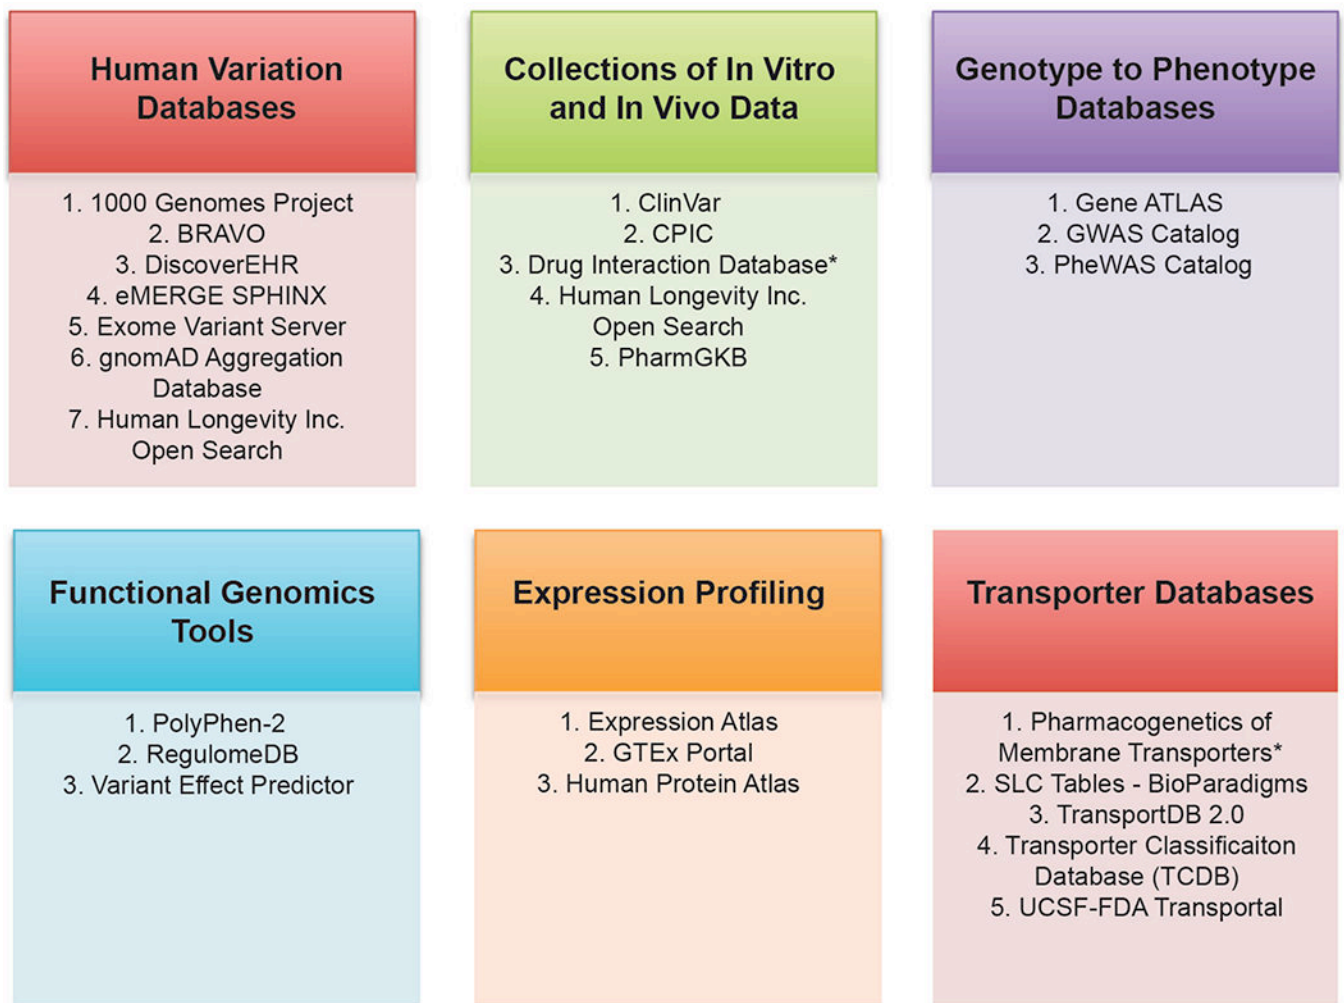 Human Variation
Databases
1. 1000 Genomes Project
2. BRAVO
3. DiscoverEHR
4. eMERGE SPHINX
5. Exome Variant Server
6. gnomAD Aggregation
Database
7. Human Longevity Inc.
Open Search
Collections of In Vitro
and In Vivo Data
1. ClinVar
2. CPIC
3. Drug Interaction Database*
4. Human Longevity Inc.
Open Search
5. PharmGKB
Genotype to Phenotype
Databases
1. Gene ATLAS
2. GWAS Catalog
3. PheWAS Catalog
Functional Genomics
Tools
1. PolyPhen-2
2. RegulomeDB
3. Variant Effect Predictor
Expression Profiling
1. Expression Atlas
2. GTEx Portal
3. Human Protein Atlas
Transporter Databases
1. Pharmacogenetics of
Membrane Transporters*
2. SLC Tables - BioParadigms
3. TransportDB 2.0
4. Transporter Classificaiton
Database (TCDB)
5. UCSF-FDA Transportal